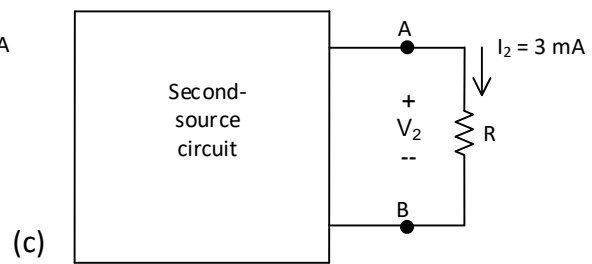 A
A
I₂ = 3 mA
Second-
source
circuit
+
V₂
--
R
B
(c)